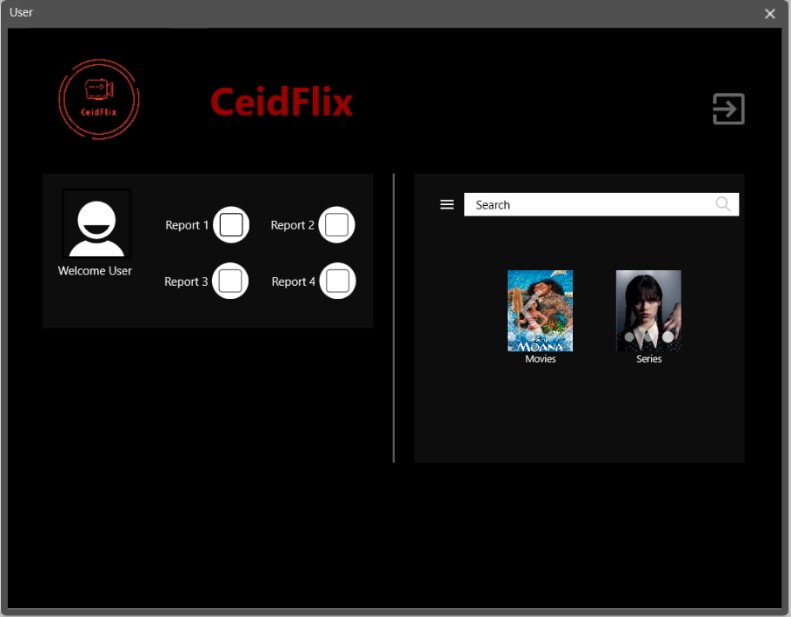 User
CeidFlix
CeidFlix
Report 1
Report 2
Welcome User
Report 3
Report 4
Search
MOANA
Movies
Series